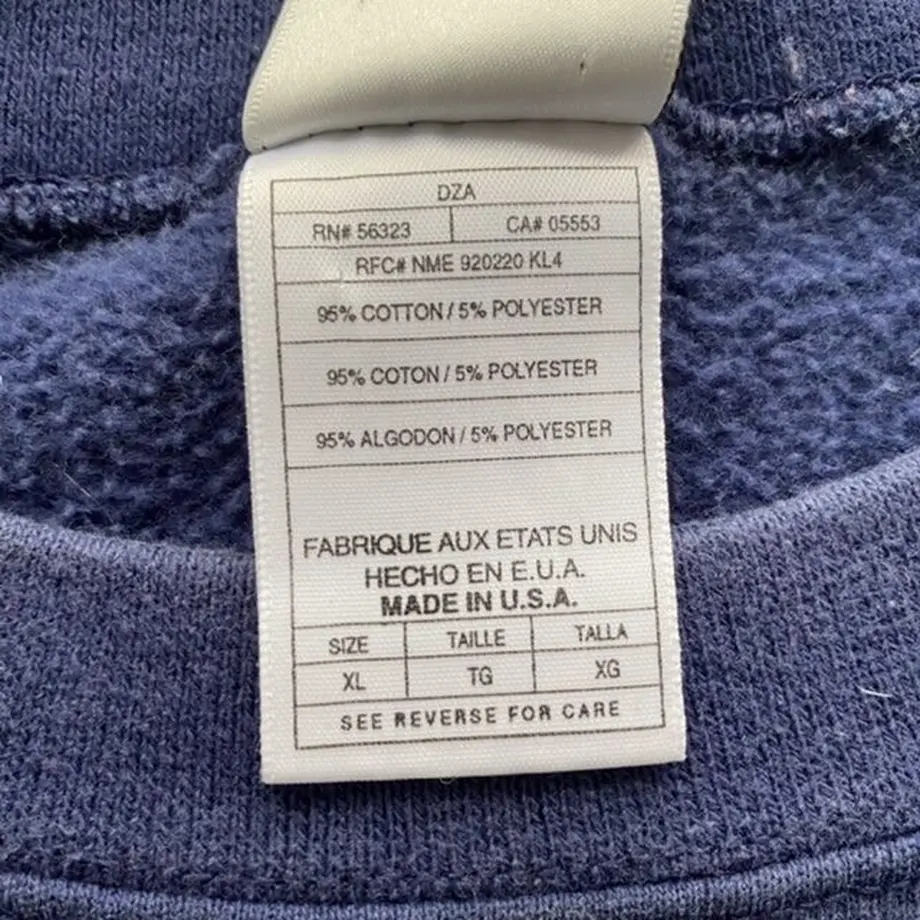 DZA
RN# 56323 CA# 05553
RFC# NME 920220 KL4
95% COTTON / 5% POLYESTER
95% COTON / 5% POLYESTER
95% ALGODON / 5% POLYESTER
FABRIQUE AUX ETATS UNIS
HECHO EN E.U.A.
MADE IN U.S.A.
SIZE TAILLE TALLA
XL TG XG
SEE REVERSE FOR CARE